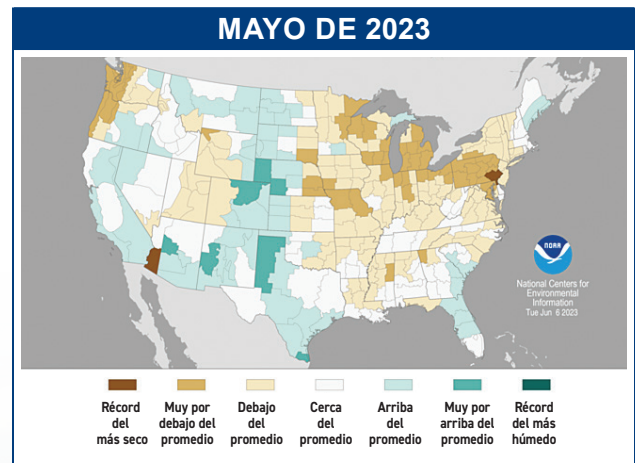 MAYO DE 2023
NOAA
National Centers for
Environmental
Information
Tue Jun 6 2023
Récord
del
más seco
Muy por
debajo del
promedio
Debajo
del
promedio
Cerca
del
promedio
Arriba
del
promedio
Muy por
arriba del
promedio
Récord
del más
húmedo